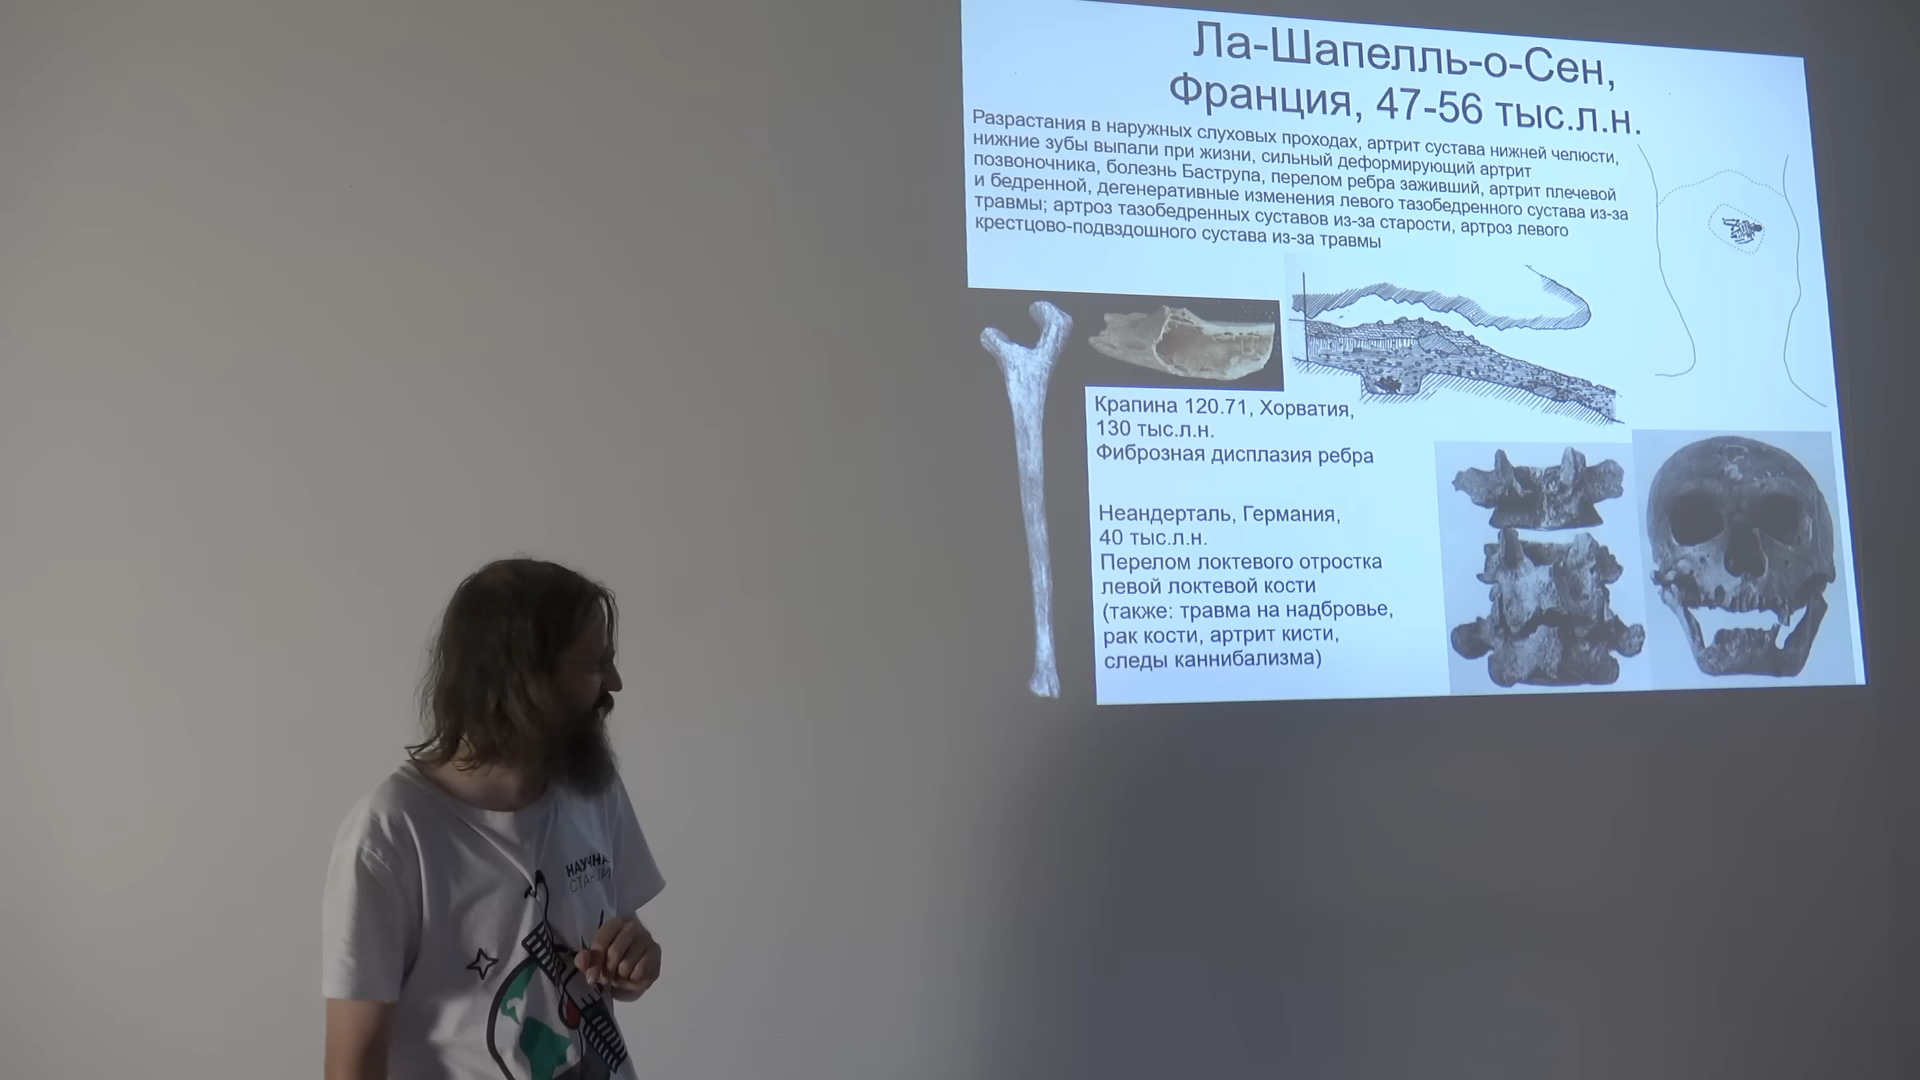 Ла-Шапелль-о-Сен,
Франция, 47-56 тыс.л.н.
Разрастания в наружных слуховых проходах, артрит сустава нижней челюсти,
нижние зубы выпали при жизни, сильный деформирующий артрит
позвоночника, болезнь Баструпа, перелом ребра заживший, артрит плечевой
и бедренной, дегенеративные изменения левого тазобедренного сустава из-за
травмы; артроз тазобедренных суставов из-за старости, артроз левого
крестцово-подвздошного сустава из-за травмы
Крапина 120.71, Хорватия,
130 тыс.л.н.
Фиброзная дисплазия ребра
Неандерталь, Германия,
40 тыс.л.н.
Перелом локтевого отростка
левой локтевой кости
(также: травма на надбровье,
рак кости, артрит кисти,
следы каннибализма)
НАУЧНА
СТАНЦИ